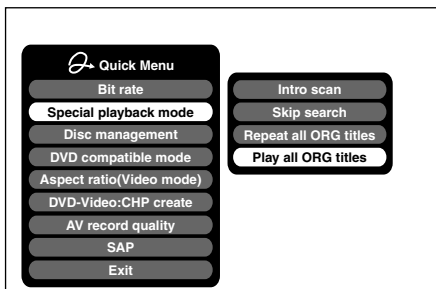 Quick Menu
Bit rate
Special playback mode
Disc management
DVD compatible mode
Aspect ratio(Video mode)
DVD-Video:CHP create
AV record quality
SAP
Exit
Intro scan
Skip search
Repeat all ORG titles
Play all ORG titles